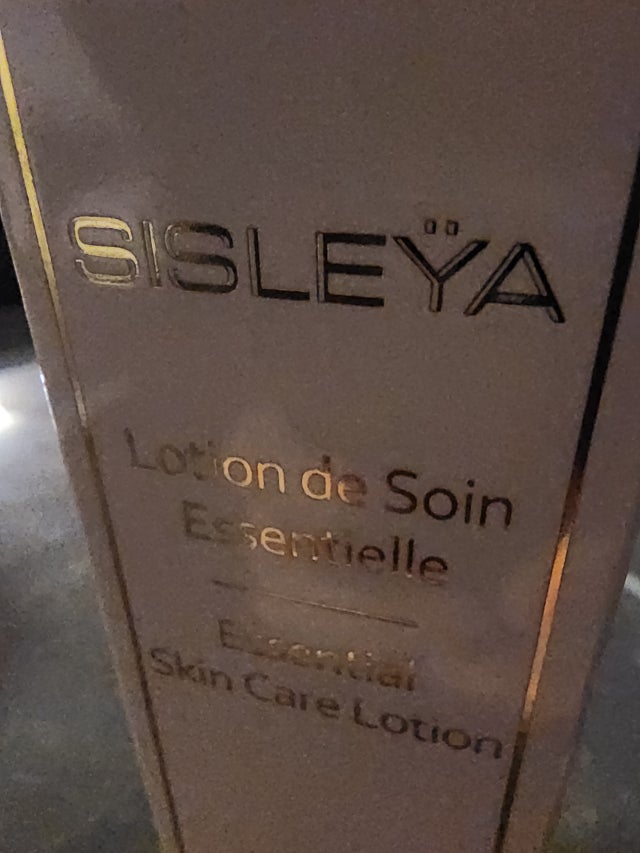 SISLEŸA
Lotion de Soin
Essentielle
Essential
Skin Care Lotion